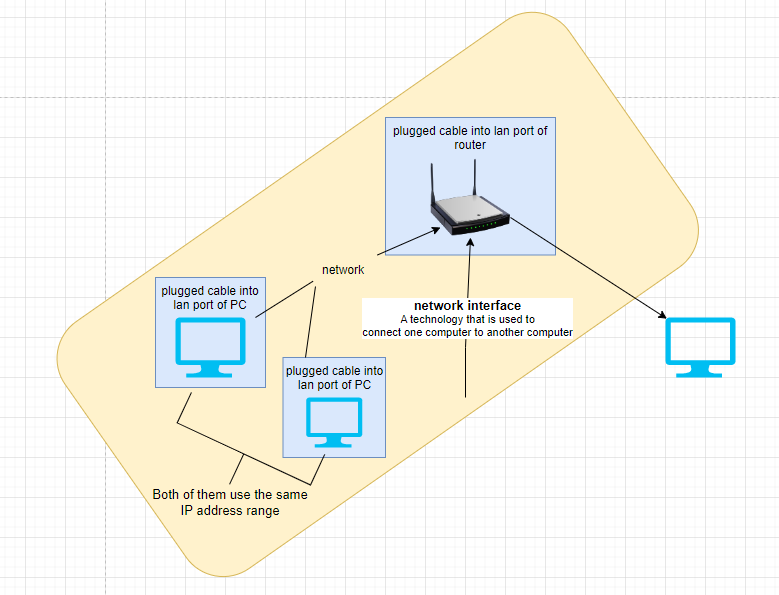 plugged cable into lan port of
router
network
plugged cable into
lan port of PC
network interface
A technology that is used to
connect one computer to another computer
plugged cable into
lan port of PC
Both of them use the same
IP address range